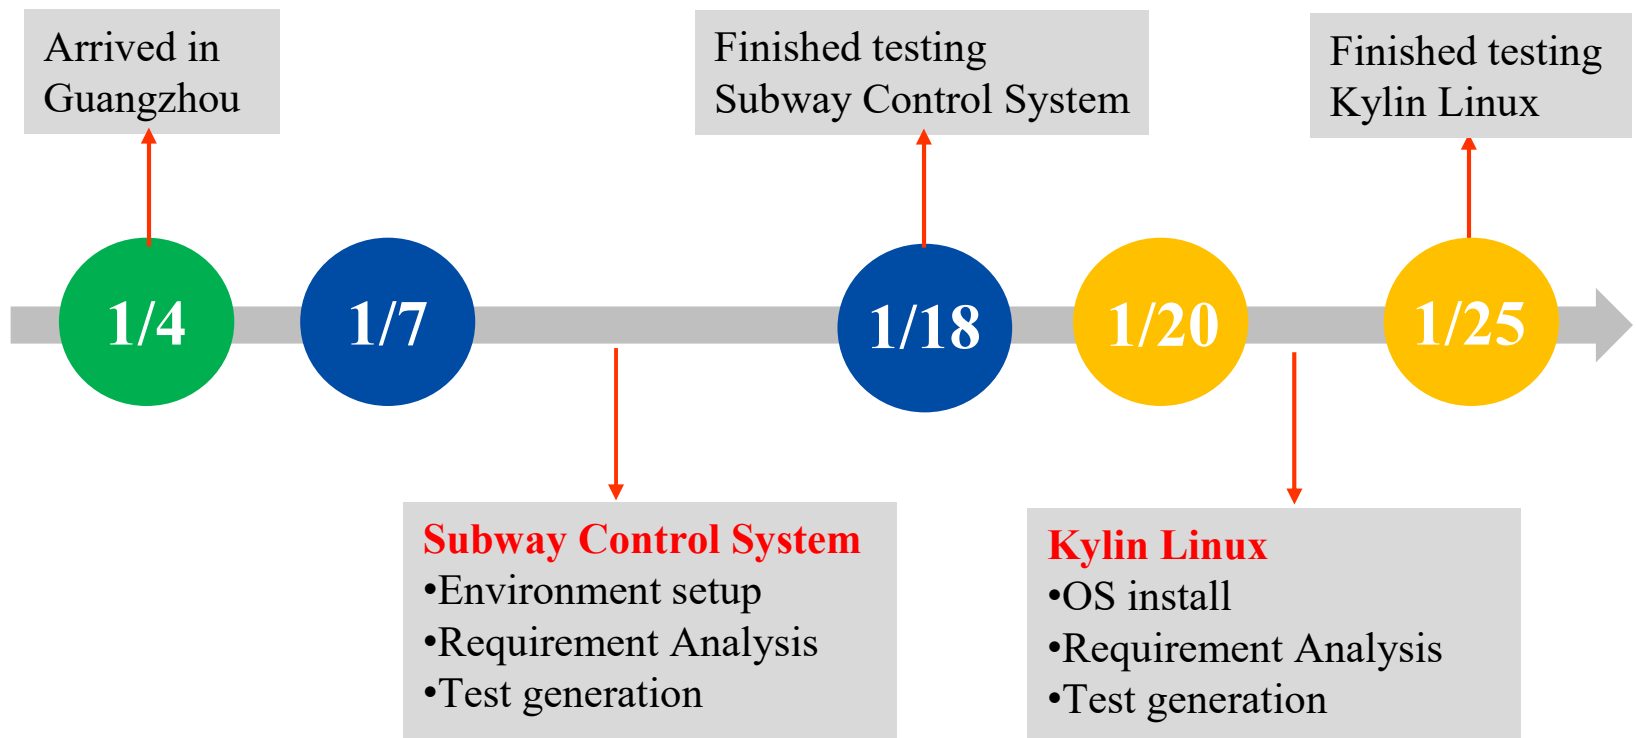 Arrived in
Guangzhou
Finished testing
Subway Control System
Finished testing
Kylin Linux
1/4
1/7
1/18
1/20
1/25
Subway Control System
•Environment setup
•Requirement Analysis
•Test generation
Kylin Linux
•OS install
•Requirement Analysis
•Test generation